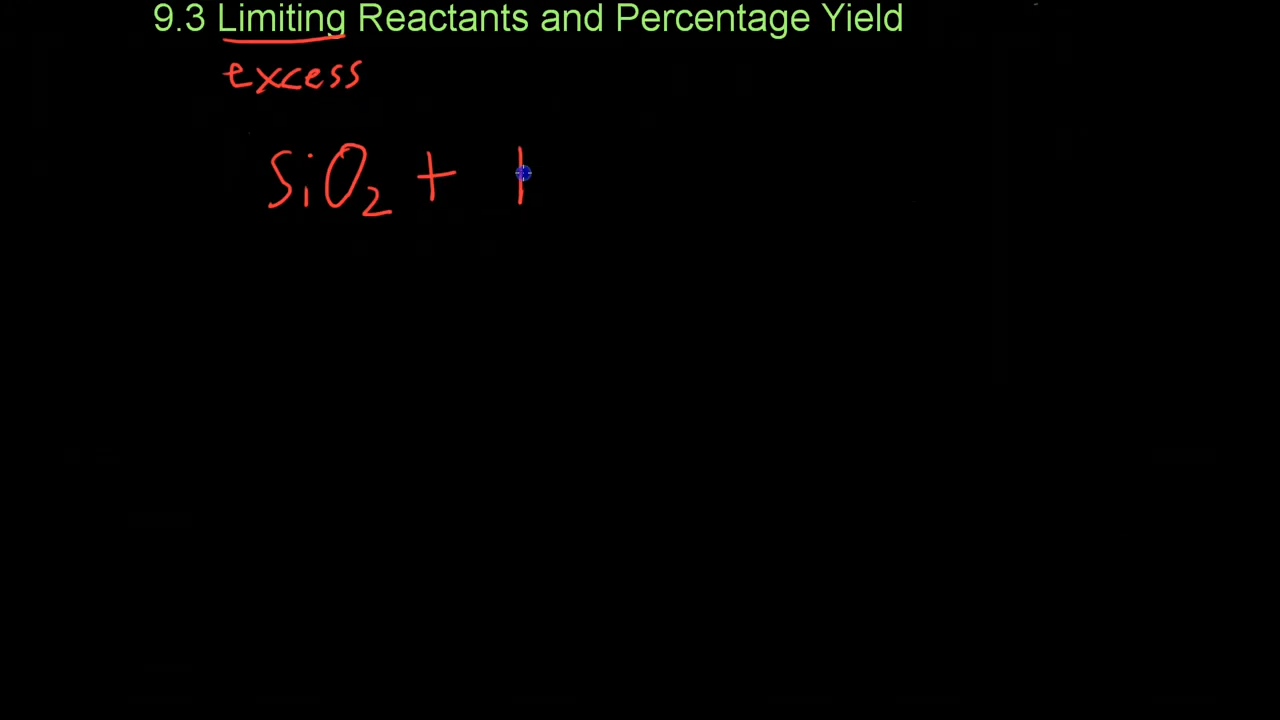 9.3 Limiting Reactants and Percentage Yield
excess
SiO₂ +